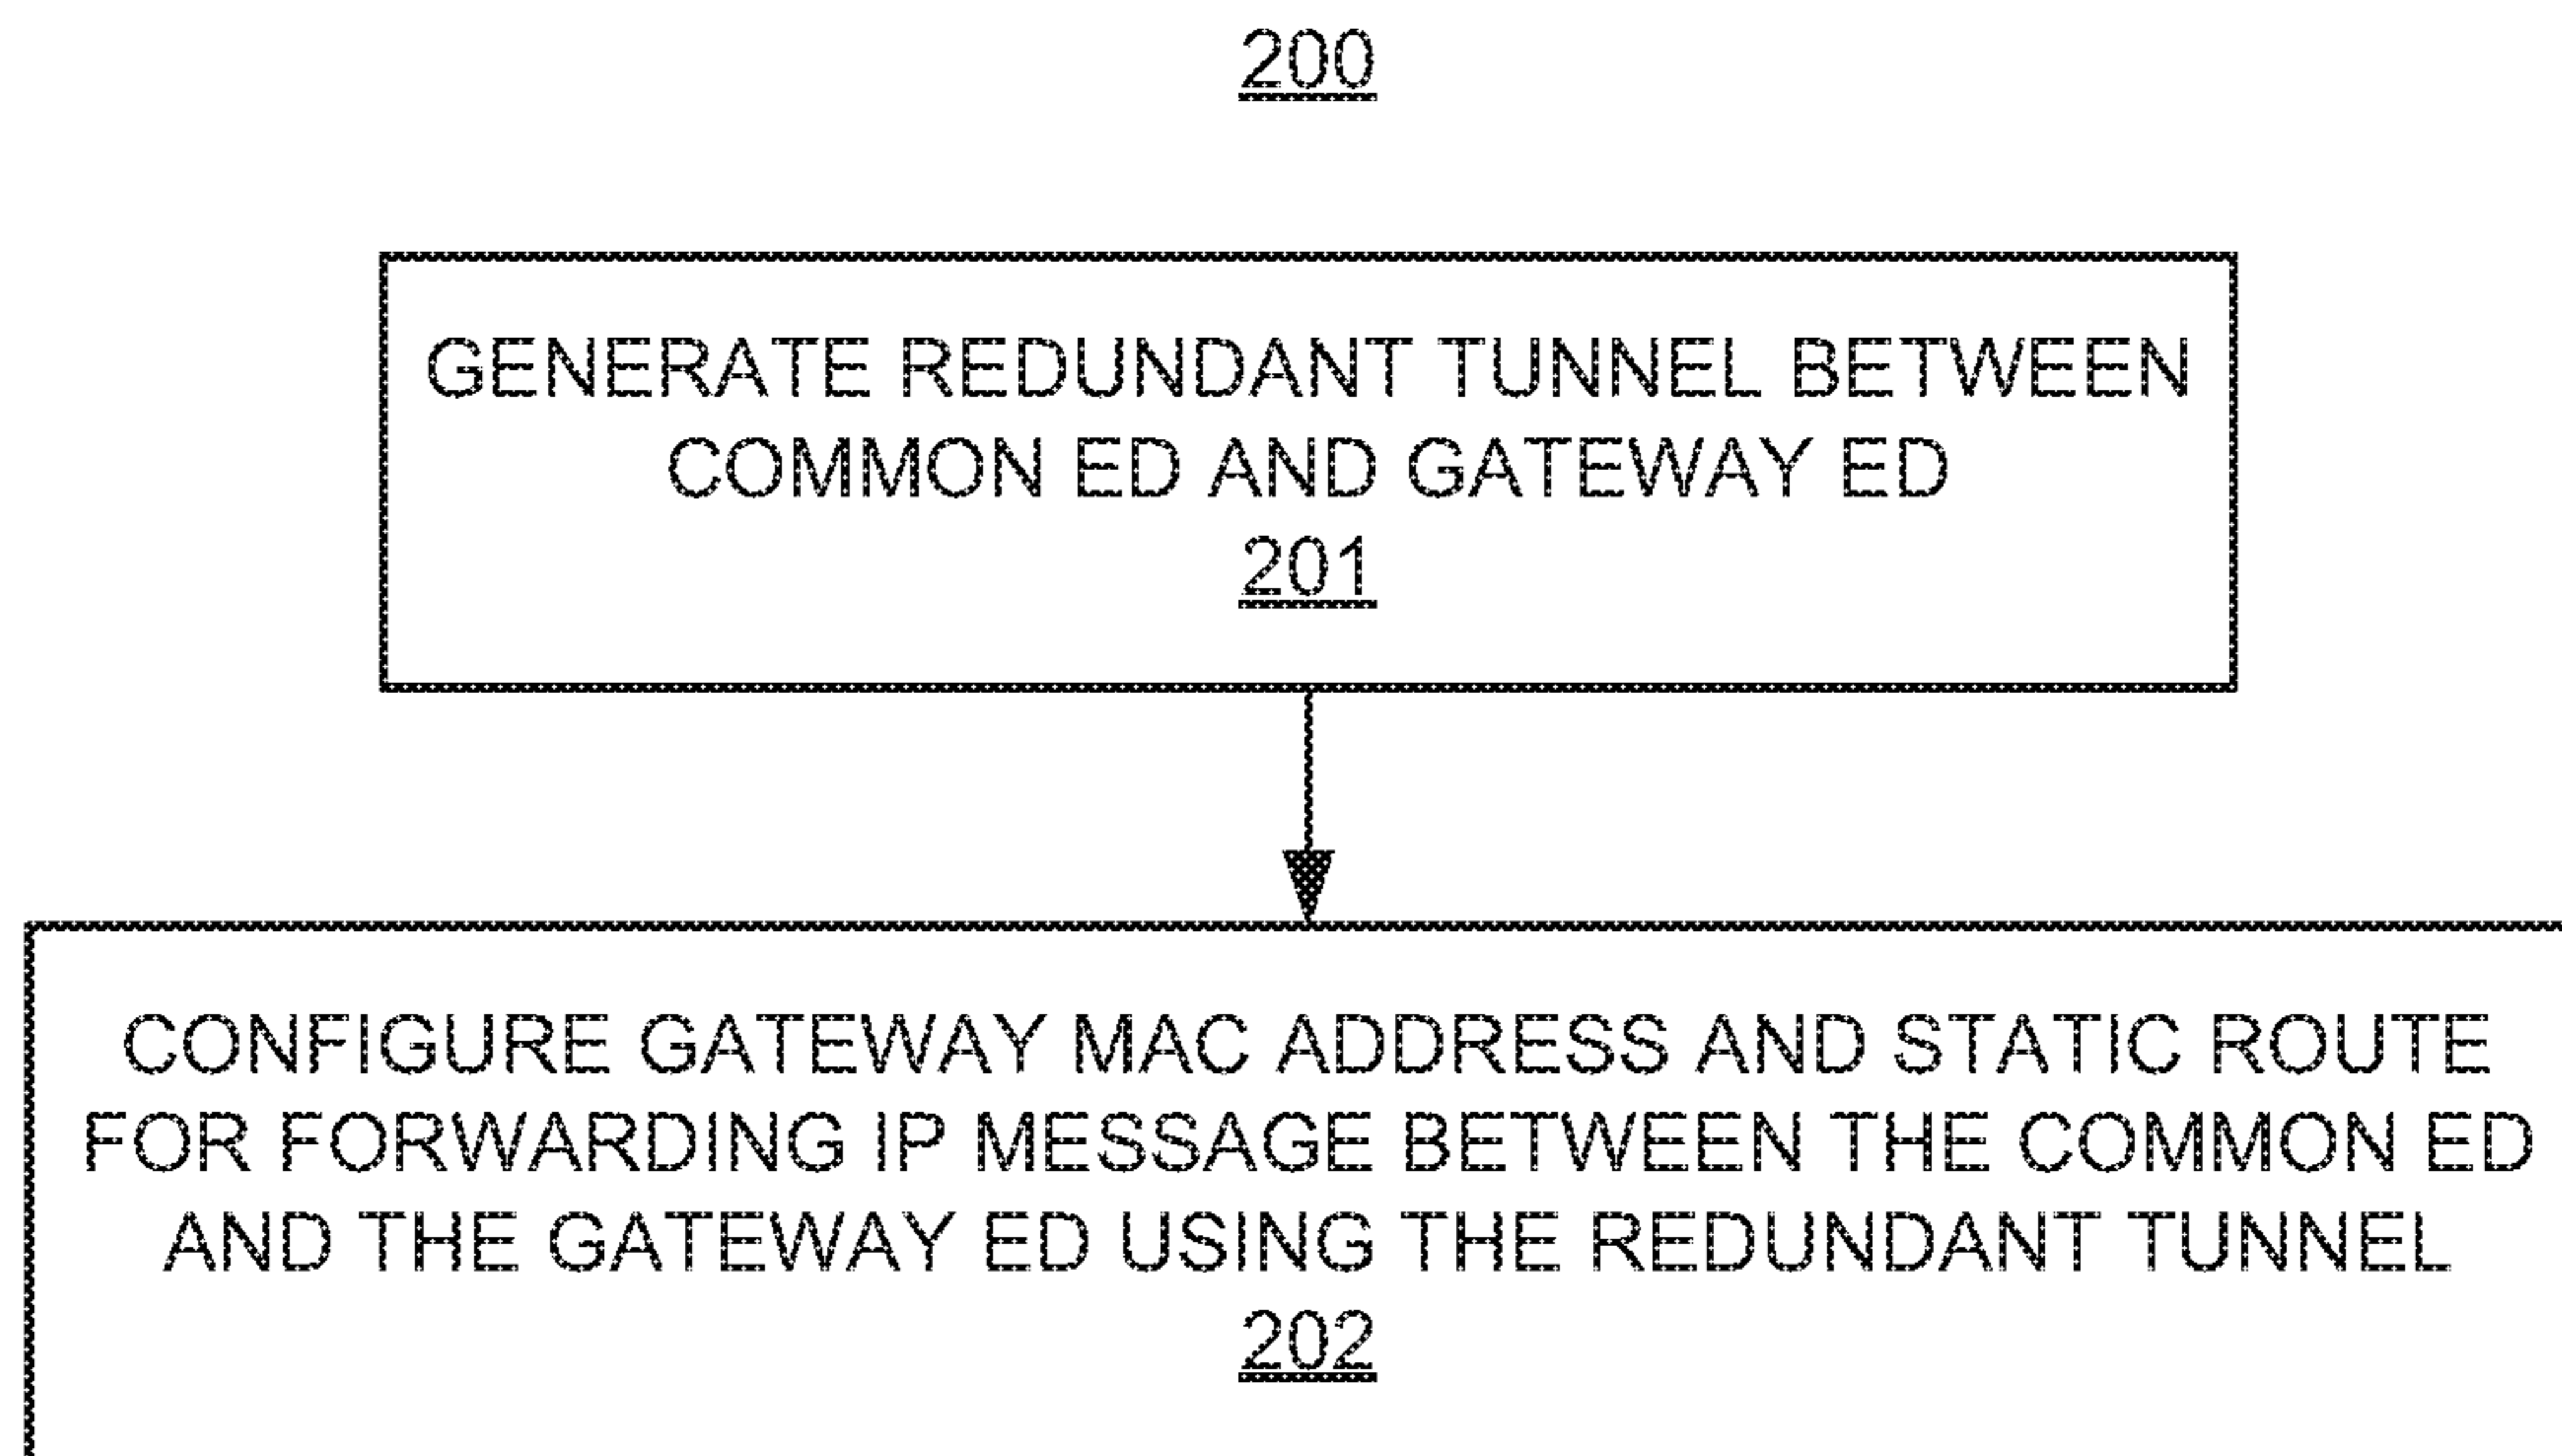 200
GENERATE REDUNDANT TUNNEL BETWEEN
COMMON ED AND GATEWAY ED
201
CONFIGURE GATEWAY MAC ADDRESS AND STATIC ROUTE
FOR FORWARDING IP MESSAGE BETWEEN THE COMMON ED
AND THE GATEWAY ED USING THE REDUNDANT TUNNEL
202